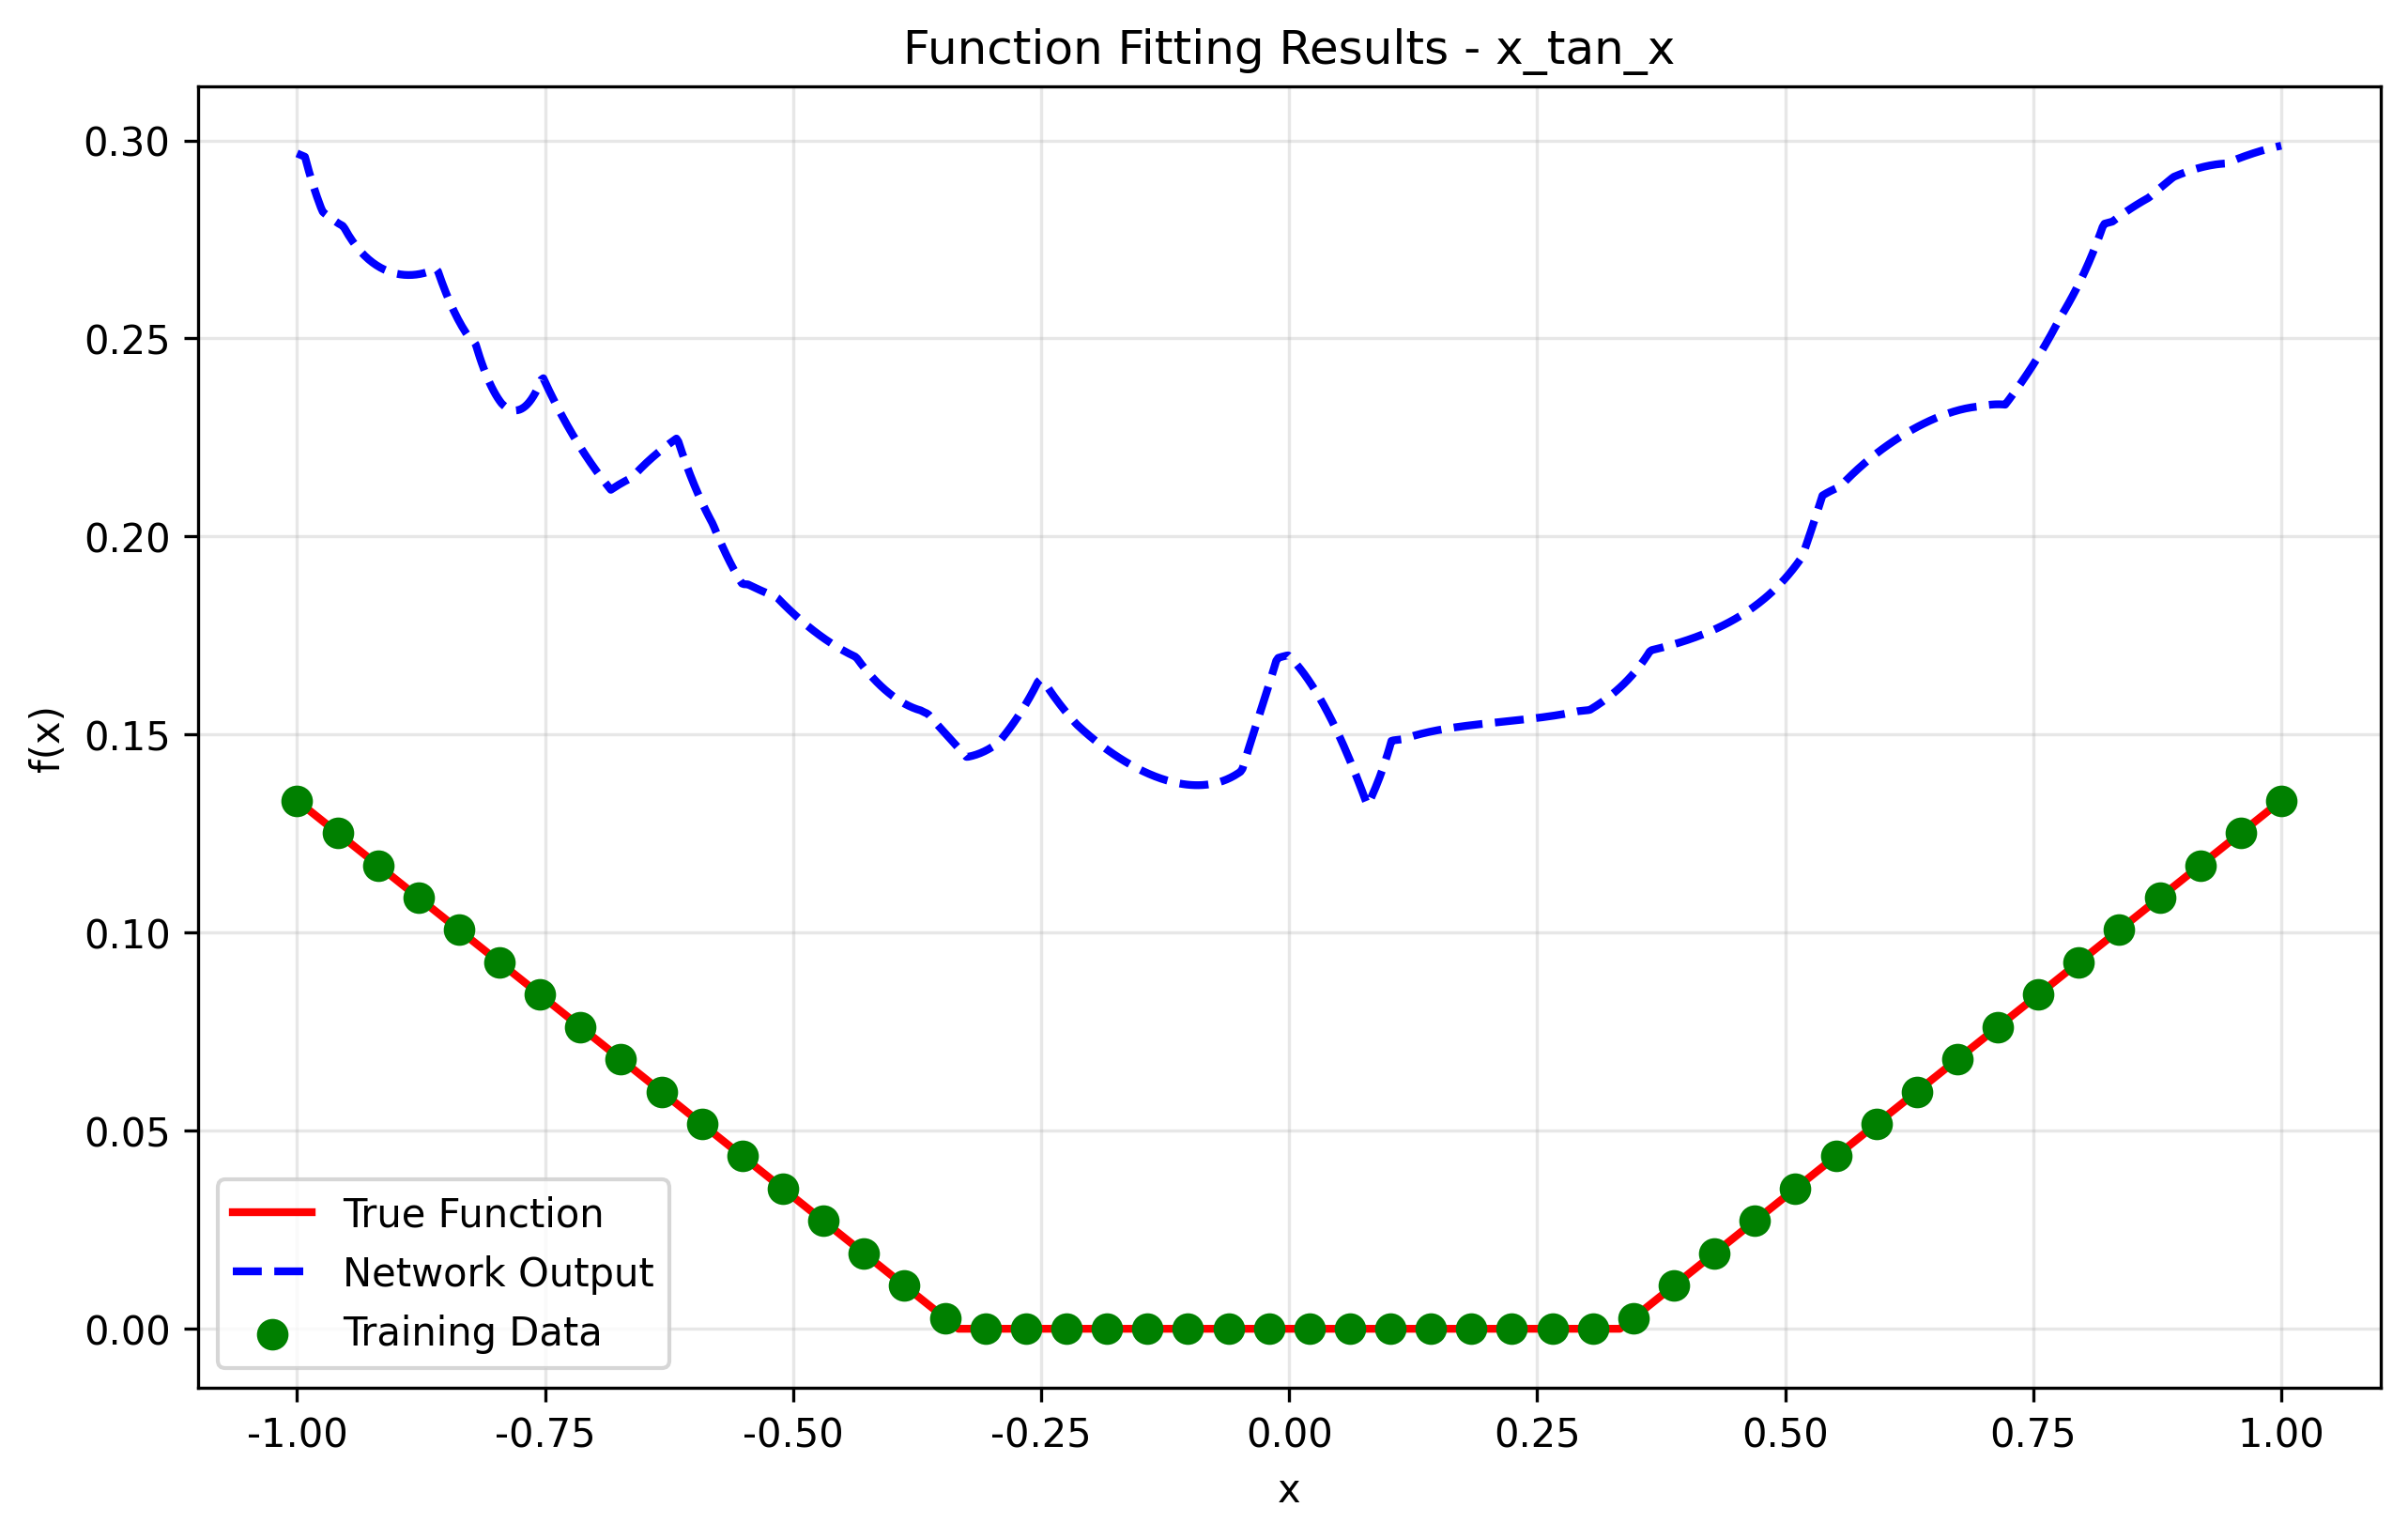 Function Fitting Results - x_tan_x
0.30
0.25
0.20
0.15
0.10
0.05
0.00
f(x)
True Function
Network Output
Training Data
-1.00 -0.75 -0.50 -0.25 0.00 0.25 0.50 0.75 1.00
x